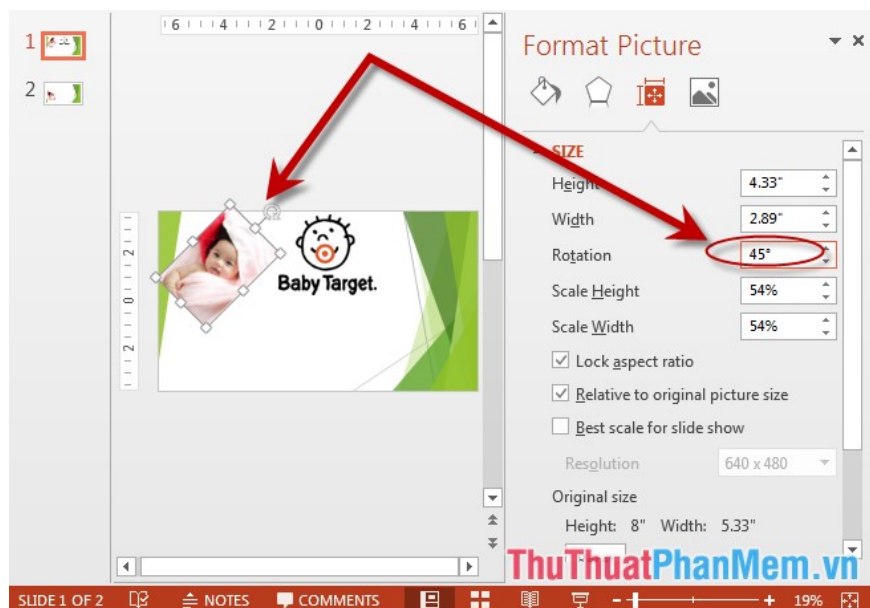 6 4 2 0 2 4 6
1
2
2 0 2
Baby Target.
Format Picture
SIZE
Height 4.33"
Width 2.89"
Rotation 45°
Scale Height 54%
Scale Width 54%
Lock aspect ratio
Relative to original picture size
Best scale for slide show
Resolution 640 x 480
Original size
Height: 8" Width: 5.33"
ThuThuatPhanMem.vn
SLIDE 1 OF 2 NOTES COMMENTS 19%